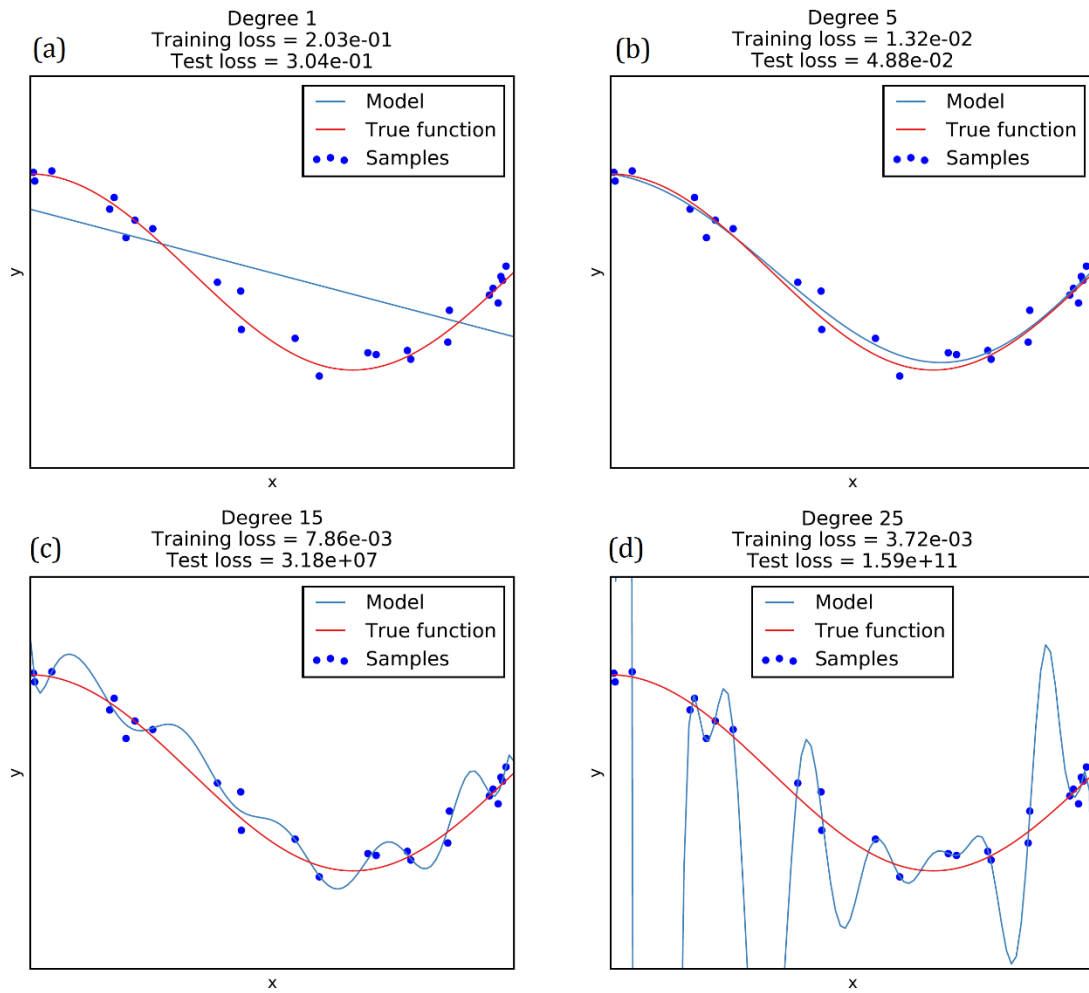 (a)
Degree 1
Training loss = 2.03e-01
Test loss = 3.04e-01
Model
True function
Samples
y
x
(b)
Degree 5
Training loss = 1.32e-02
Test loss = 4.88e-02
Model
True function
Samples
y
x
(c)
Degree 15
Training loss = 7.86e-03
Test loss = 3.18e+07
Model
True function
Samples
y
x
(d)
Degree 25
Training loss = 3.72e-03
Test loss = 1.59e+11
Model
True function
Samples
y
x